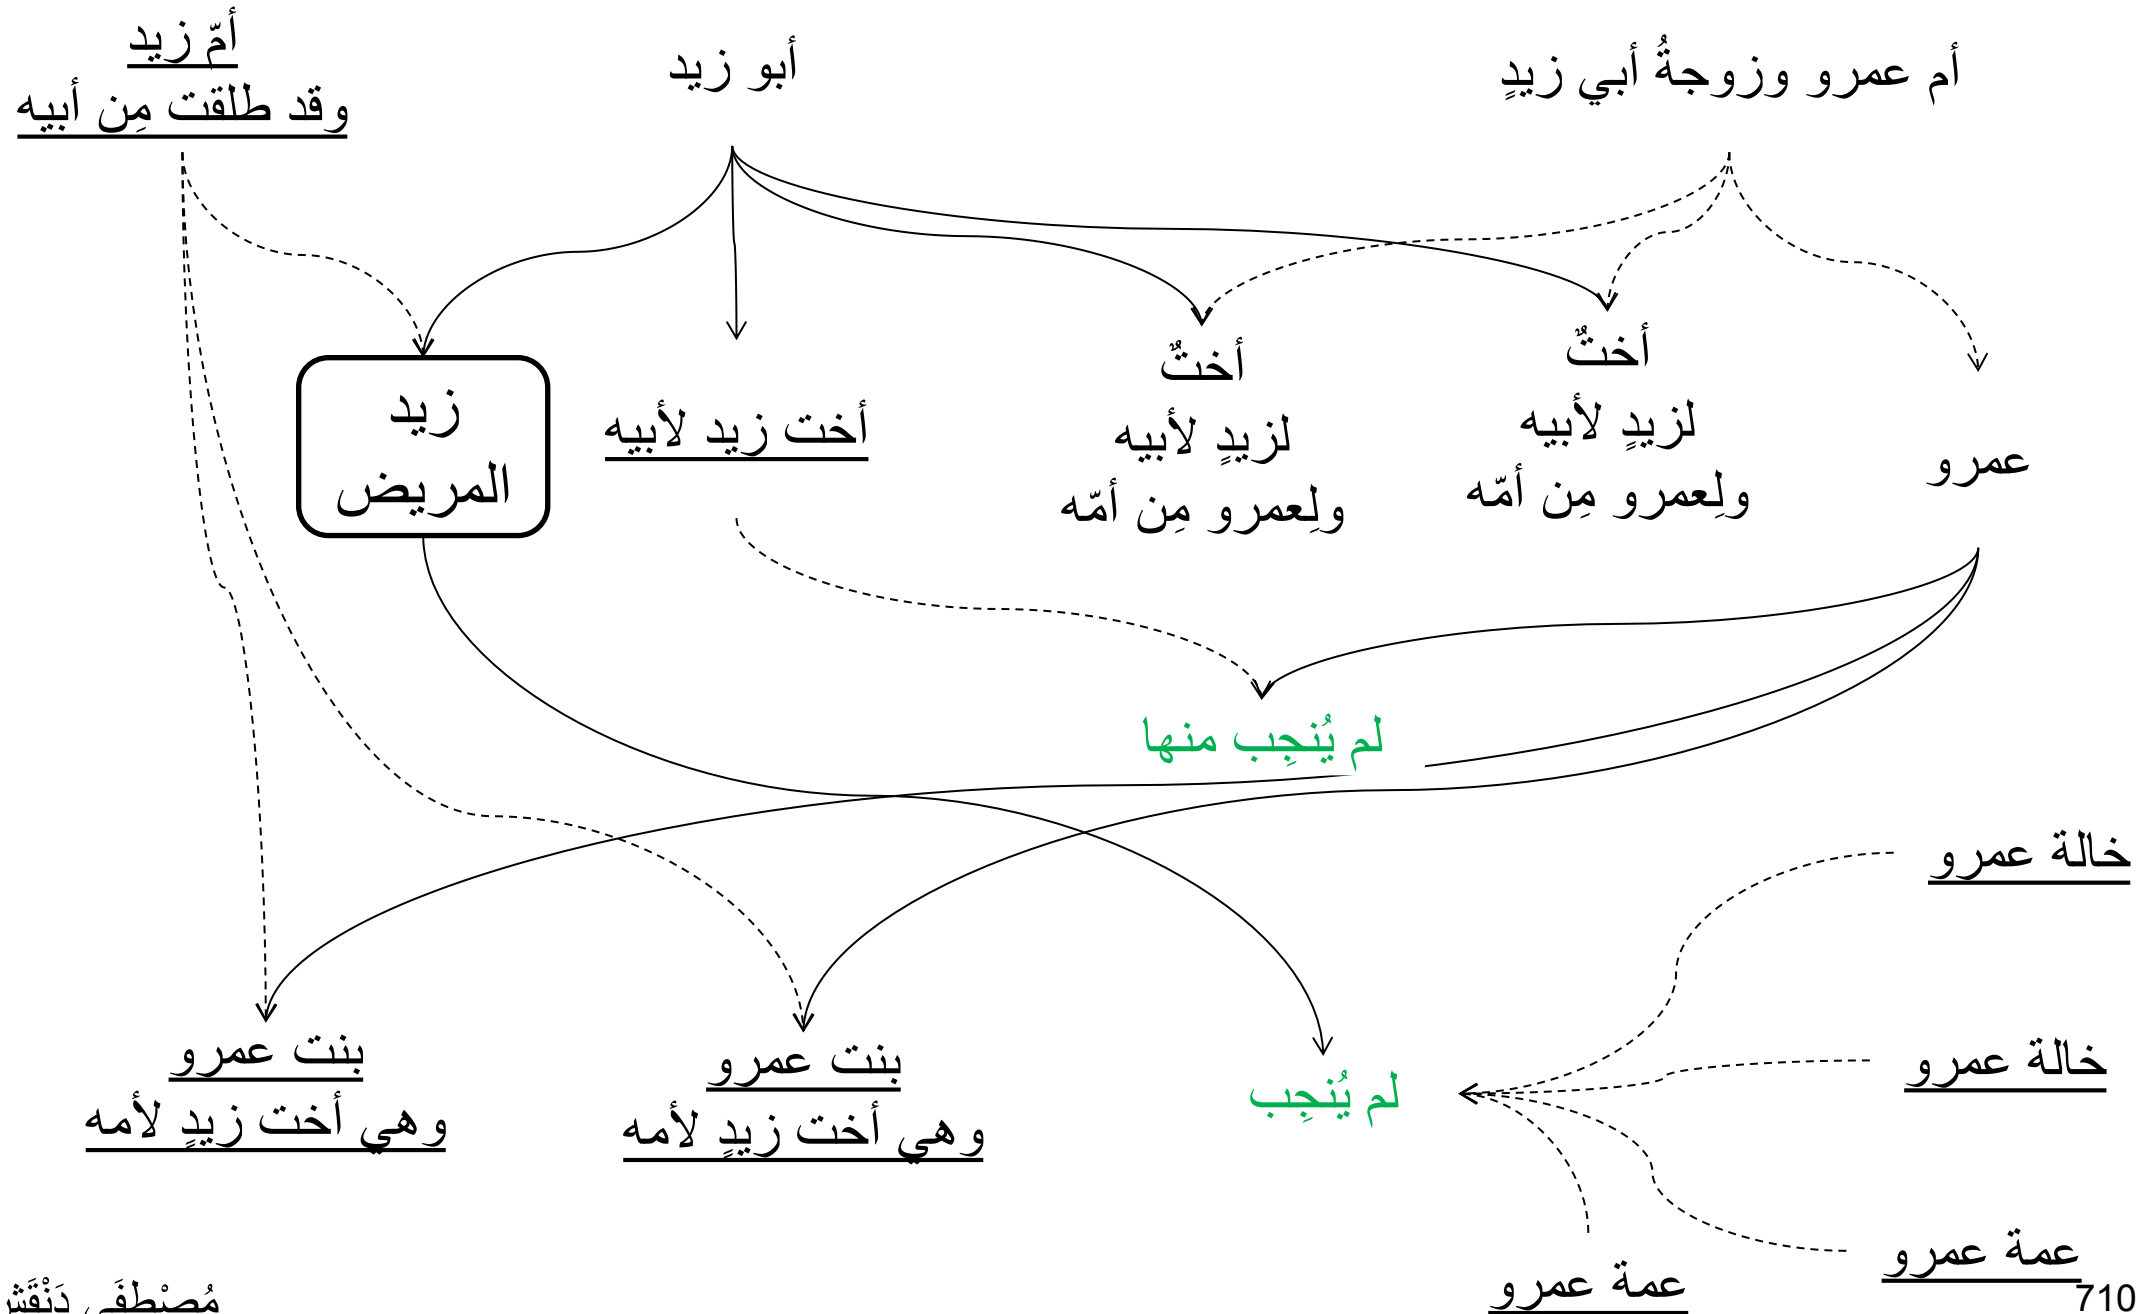 أم عمرو وزوجةُ أبي زيدٍ
أبو زيد
أمّ زيد
وقد طلقت مِن أبيه
عمرو
أختٌ
لزيدٍ لأبيه
ولِعمرو مِن أمّه
أختٌ
لزيدٍ لأبيه
ولِعمرو مِن أمّه
أخت زيد لأبيه
زيد
المريض
لم يُنجِب منها
خالة عمرو
خالة عمرو
عمة عمرو
عمة عمرو
لم يُنجِب
بنت عمرو
وهي أخت زيدٍ لأمه
بنت عمرو
وهي أخت زيدٍ لأمه
مُصْطفَى دَنْقَش
710